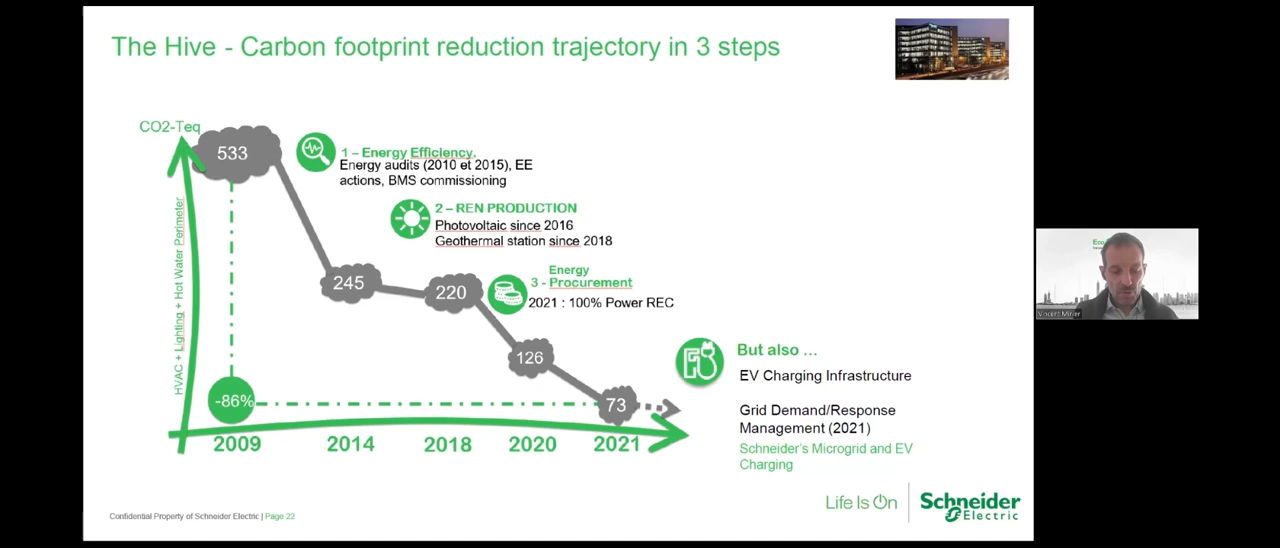 The Hive - Carbon footprint reduction trajectory in 3 steps
CO2-Teq
533
1 – Energy Efficiency.
Energy audits (2010 et 2015), EE
actions, BMS commissioning
2 – REN PRODUCTION
Photovoltaic since 2016
Geothermal station since 2018
245
220
Energy
3 - Procurement
2021 : 100% Power REC
HVAC + Lighting + Hot Water Perimeter
126
73
-86%
2009
2014
2018
2020
2021
But also ...
EV Charging Infrastructure
Grid Demand/Response
Management (2021)
Schneider's Microgrid and EV
Charging
Confidential Property of Schneider Electric | Page 22
Life Is On
Schneider
Electric